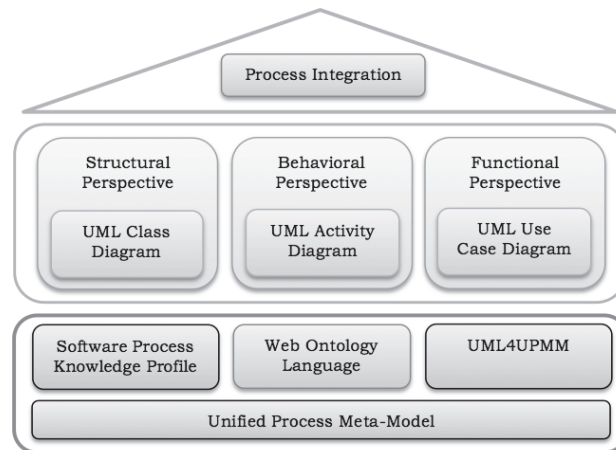 Process Integration
Structural
Perspective
UML Class
Diagram
Behavioral
Perspective
UML Activity
Diagram
Functional
Perspective
UML Use
Case Diagram
Software Process
Knowledge Profile
Web Ontology
Language
UML4UPMM
Unified Process Meta-Model